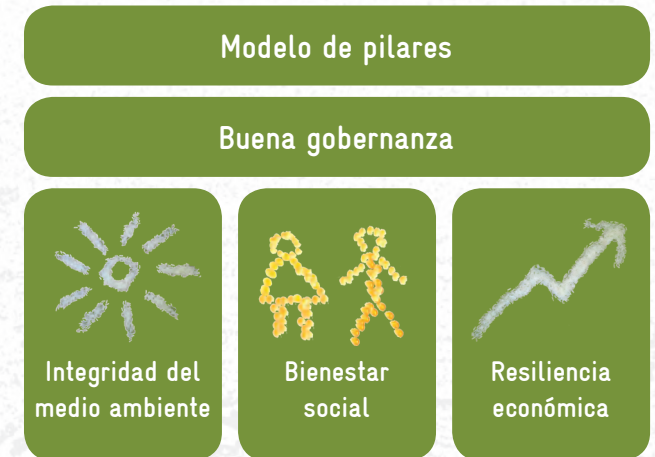 Modelo de pilares
Buena gobernanza
Integridad del
medio ambiente
Bienestar
social
Resiliencia
económica